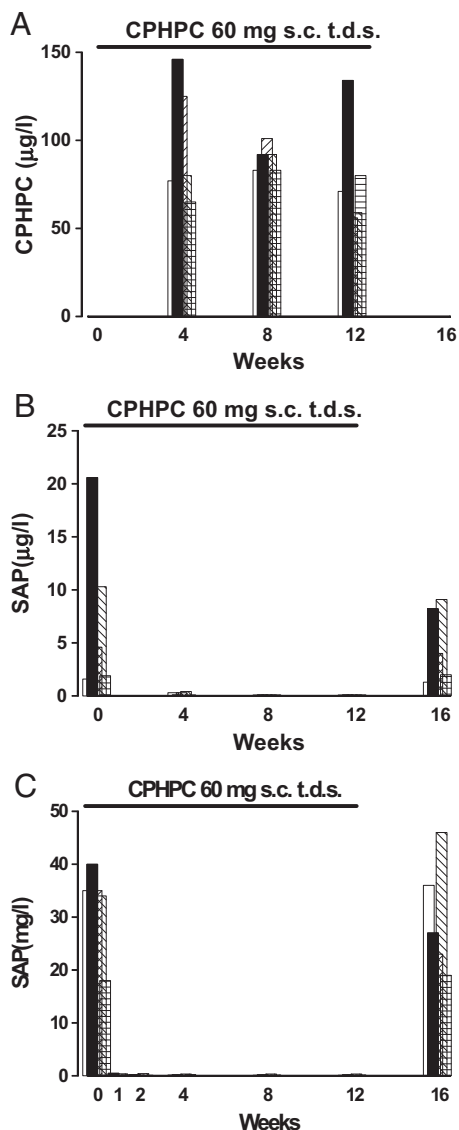 A
CPHPC 60 mg s.c. t.d.s.
CPHPC (μg/l)
150
100
50
0
0 4 8 12 16
Weeks
B
CPHPC 60 mg s.c. t.d.s.
SAP(μg/l)
25
20
15
10
5
0
0 4 8 12 16
Weeks
C
CPHPC 60 mg s.c. t.d.s.
SAP(mg/l)
50
40
30
20
10
0
0 1 2 4 8 12 16
Weeks